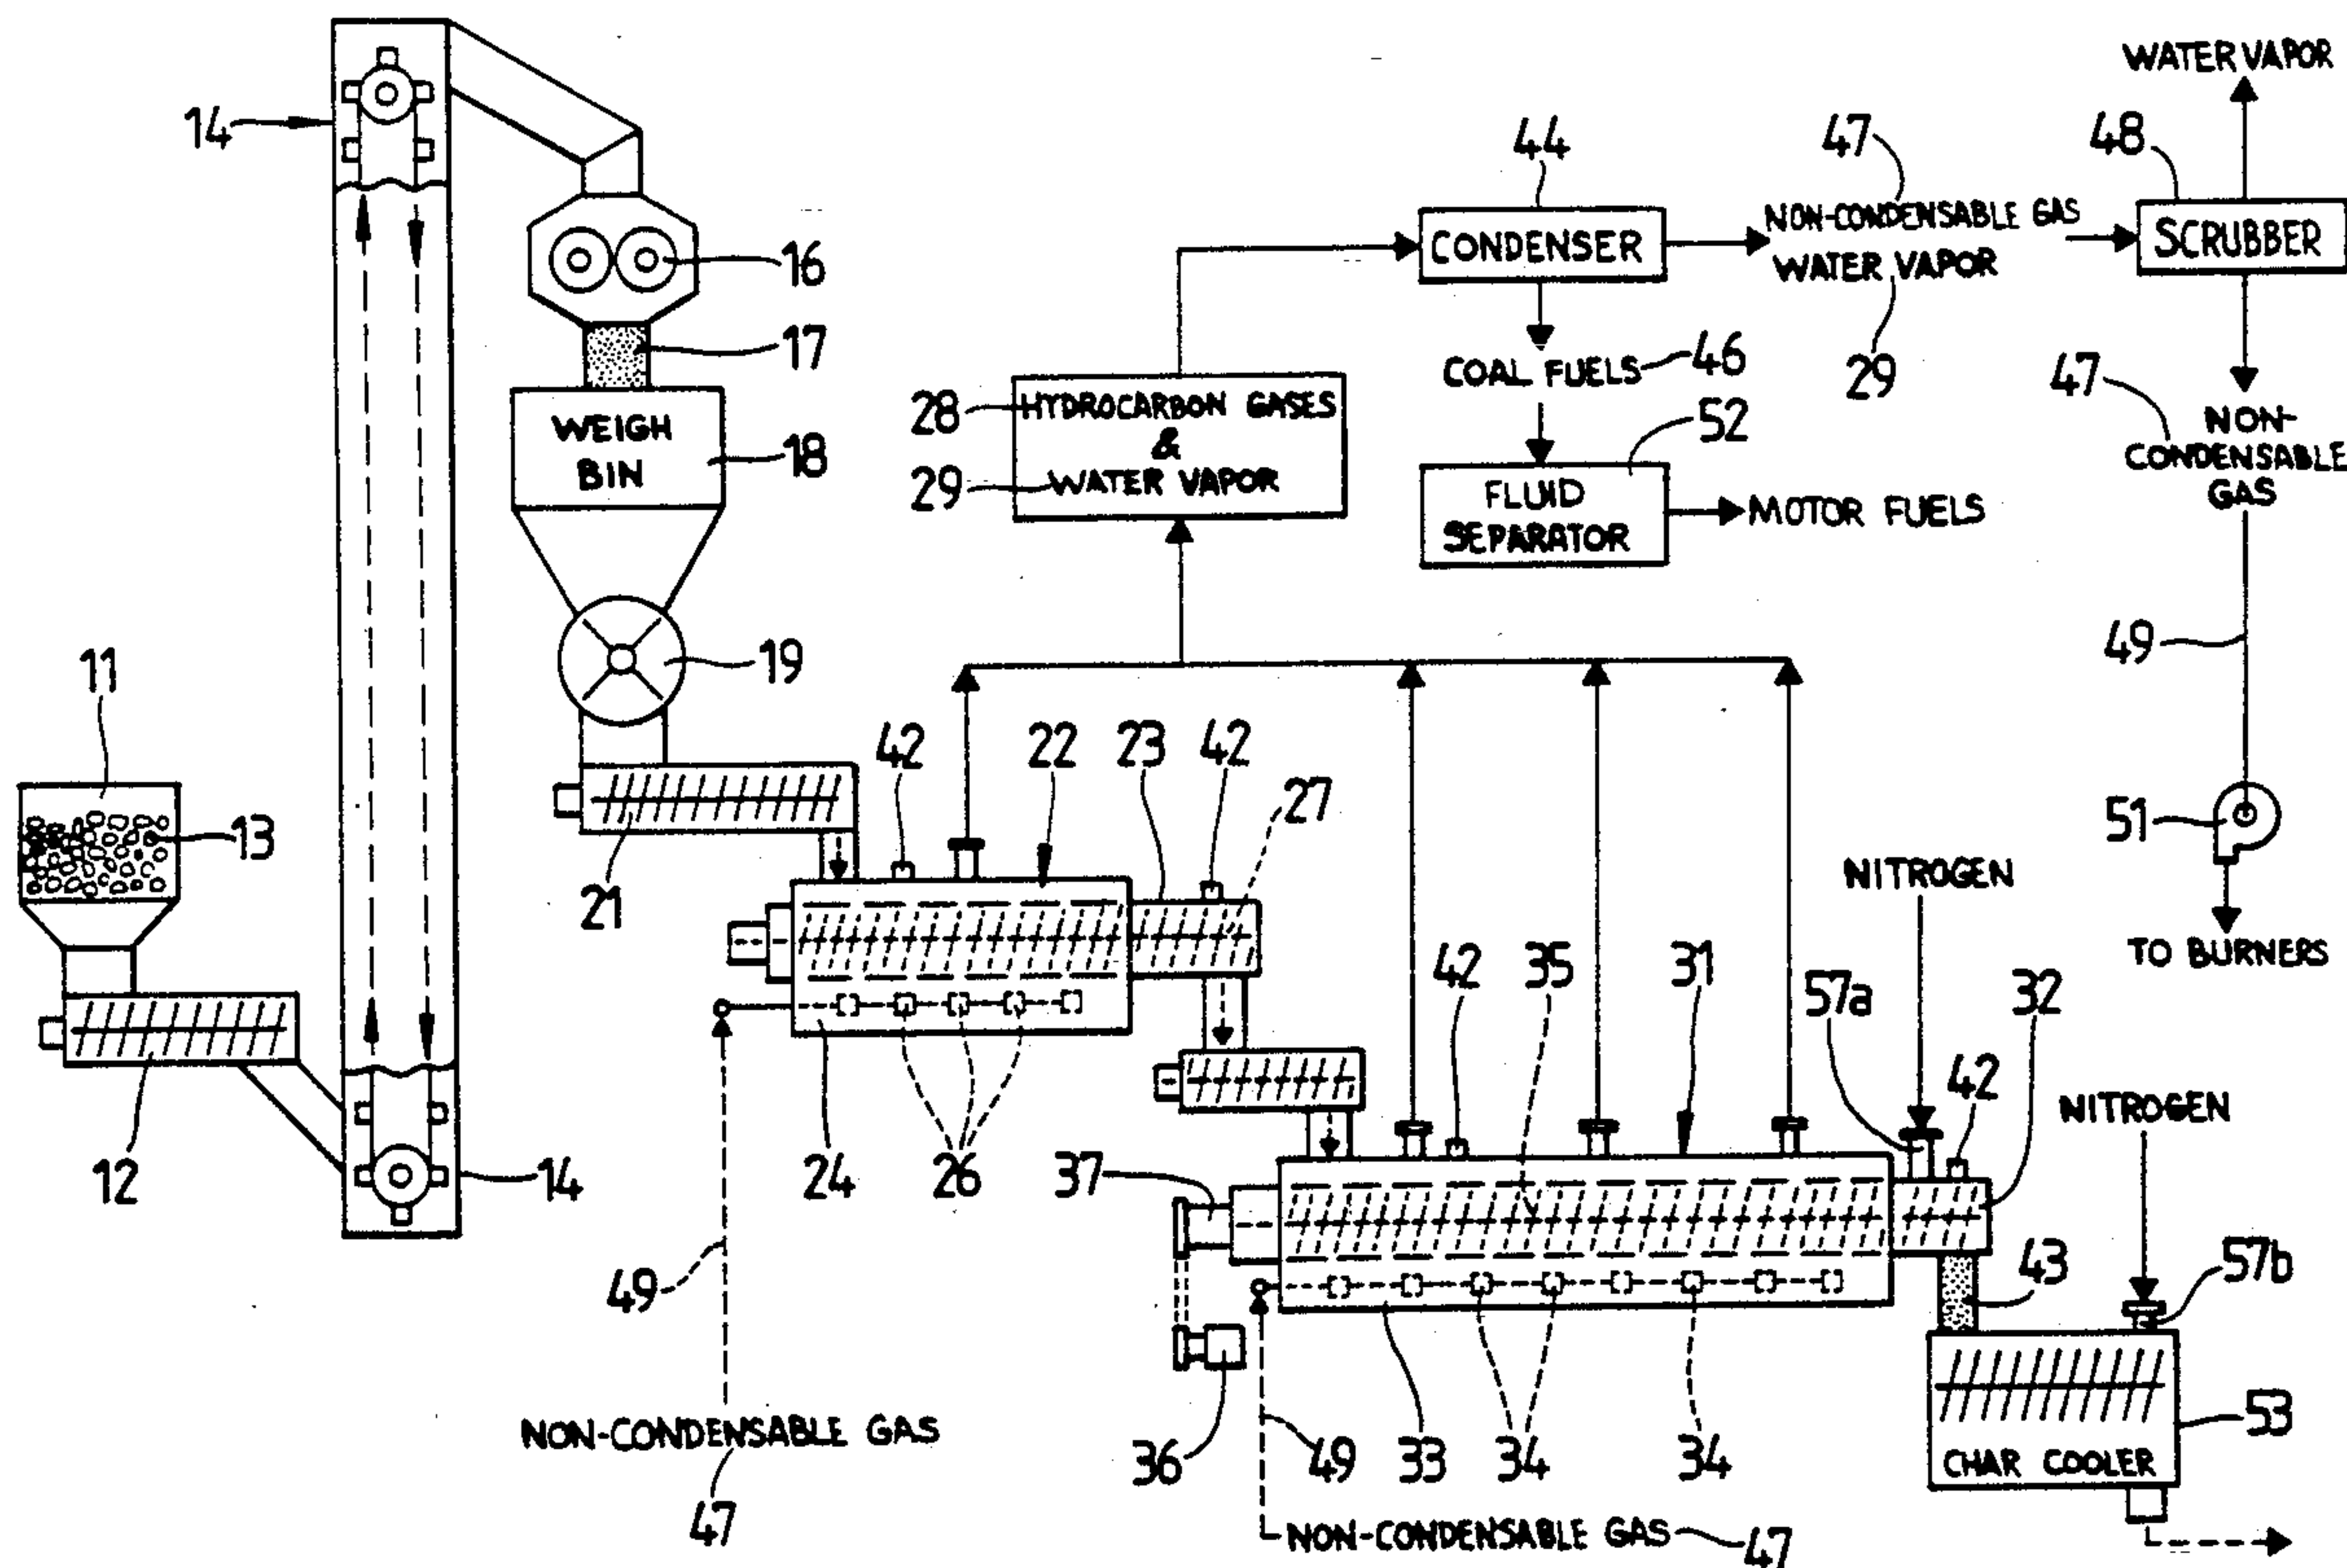 WATER VAPOR
14
44
47
48
NON-CONDENSABLE GAS
WATER VAPOR
CONDENSER
SCRUBBER
16
17
COAL FUELS
46
29
47
28
HYDROCARBON GASES
&
WATER VAPOR
29
52
NON-
CONDENSABLE
GAS
WEIGH
BIN
18
FLUID
SEPARATOR
MOTOR FUELS
19
49
11
42
22
23
42
27
13
21
51
NITROGEN
TO BURNERS
42
35
31
57a
32
42
NITROGEN
12
14
24
26
37
49
43
57b
36
49
33
34
34
53
CHAR COOLER
NON-CONDENSABLE GAS
47
NON-CONDENSABLE GAS
47